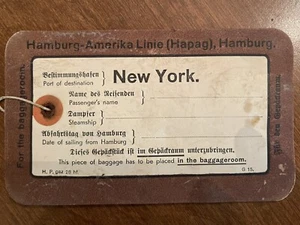 Hamburg-Amerika Linie (Hapag), Hamburg.
For the baggageroom.
Bestimmungshafen
Port of destination
New York.
Name des Reisenden
Passenger's name
Dampfer
Steamship
Abfahrtstag von Hamburg
Date of sailing from Hamburg
Dieses Gepäckstück ist im Gepäckraum unterzubringen.
This piece of baggage has to be placed in the baggageroom.
Für den Gepäckraum.